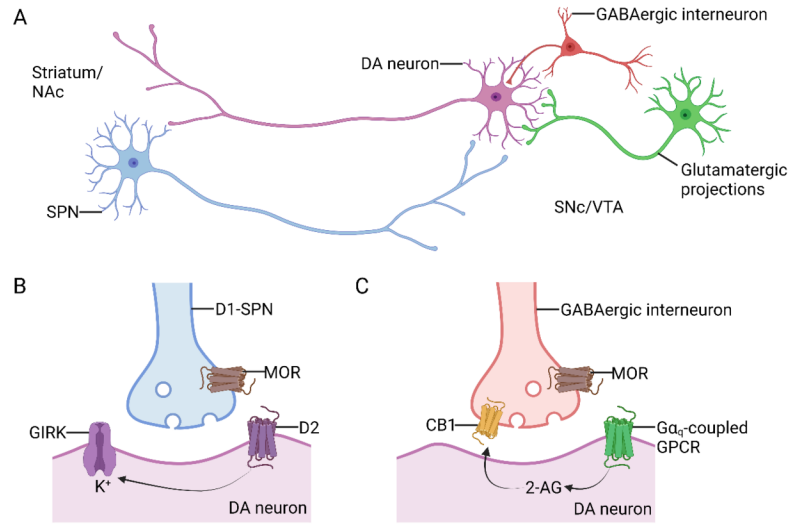 A
GABAergic interneuron
DA neuron
Striatum/
NAc
Glutamatergic
projections
SPN
SNc/VTA
B
D1-SPN
MOR
GIRK
D2
K⁺
DA neuron
C
GABAergic interneuron
MOR
CB1
Gαq-coupled
GPCR
2-AG
DA neuron